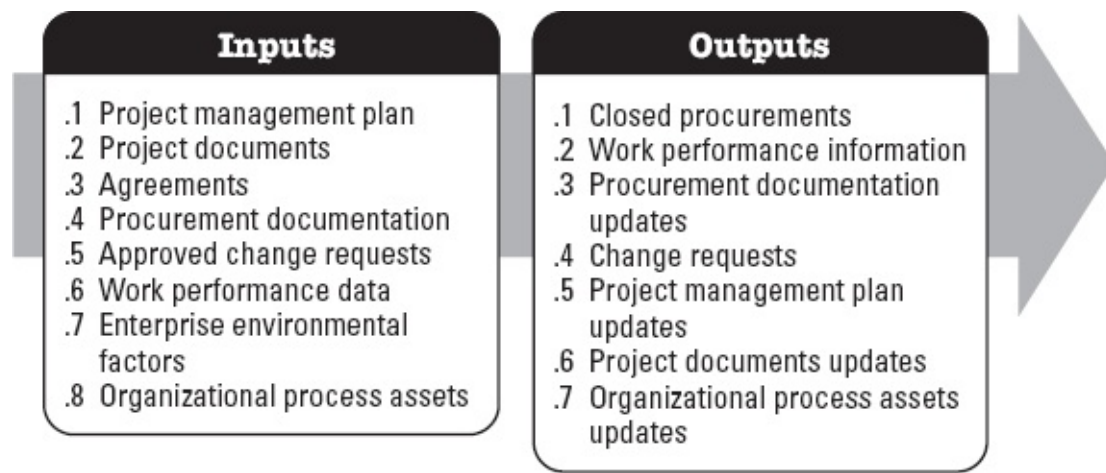 Inputs
.1 Project management plan
.2 Project documents
.3 Agreements
.4 Procurement documentation
.5 Approved change requests
.6 Work performance data
.7 Enterprise environmental
factors
.8 Organizational process assets
Outputs
.1 Closed procurements
.2 Work performance information
.3 Procurement documentation
updates
.4 Change requests
.5 Project management plan
updates
.6 Project documents updates
.7 Organizational process assets
updates